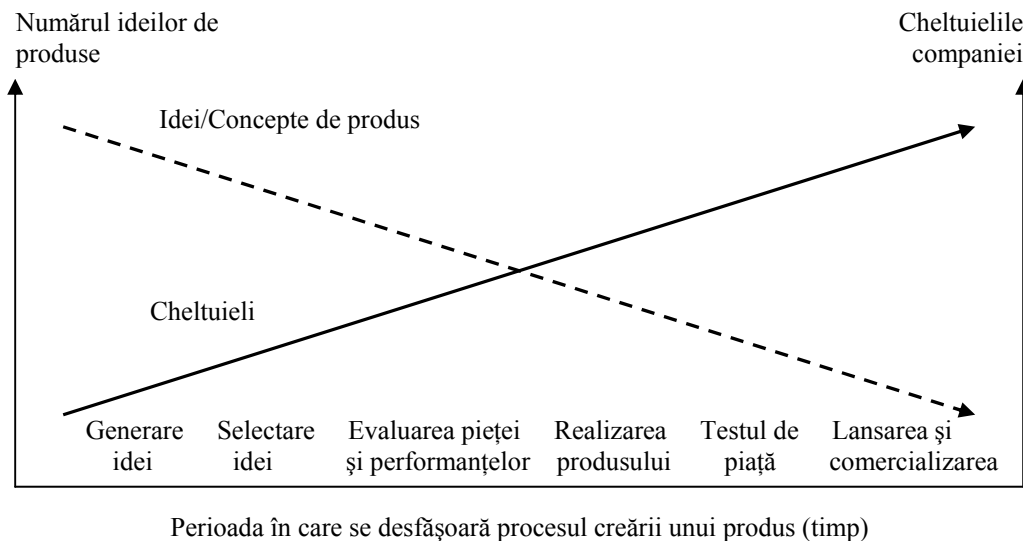 Numărul ideilor de
produse
Cheltuielile
companiei
Idei/Concepte de produs
Cheltuieli
Generare
idei
Selectare
idei
Evaluarea pieței
şi performanțelor
Realizarea
produsului
Testul de
piață
Lansarea şi
comercializarea
Perioada în care se desfăşoară procesul creării unui produs (timp)